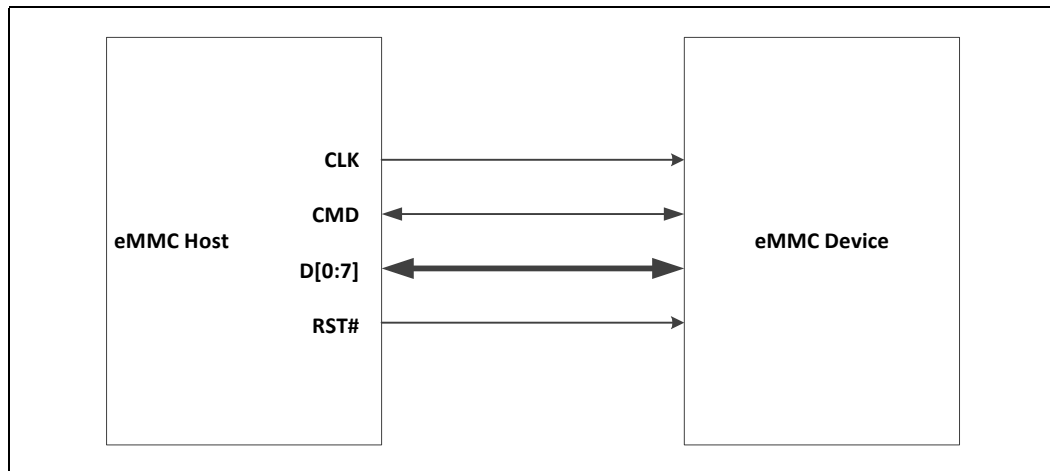 CLK
CMD
eMMC Host
eMMC Device
D[0:7]
RST#